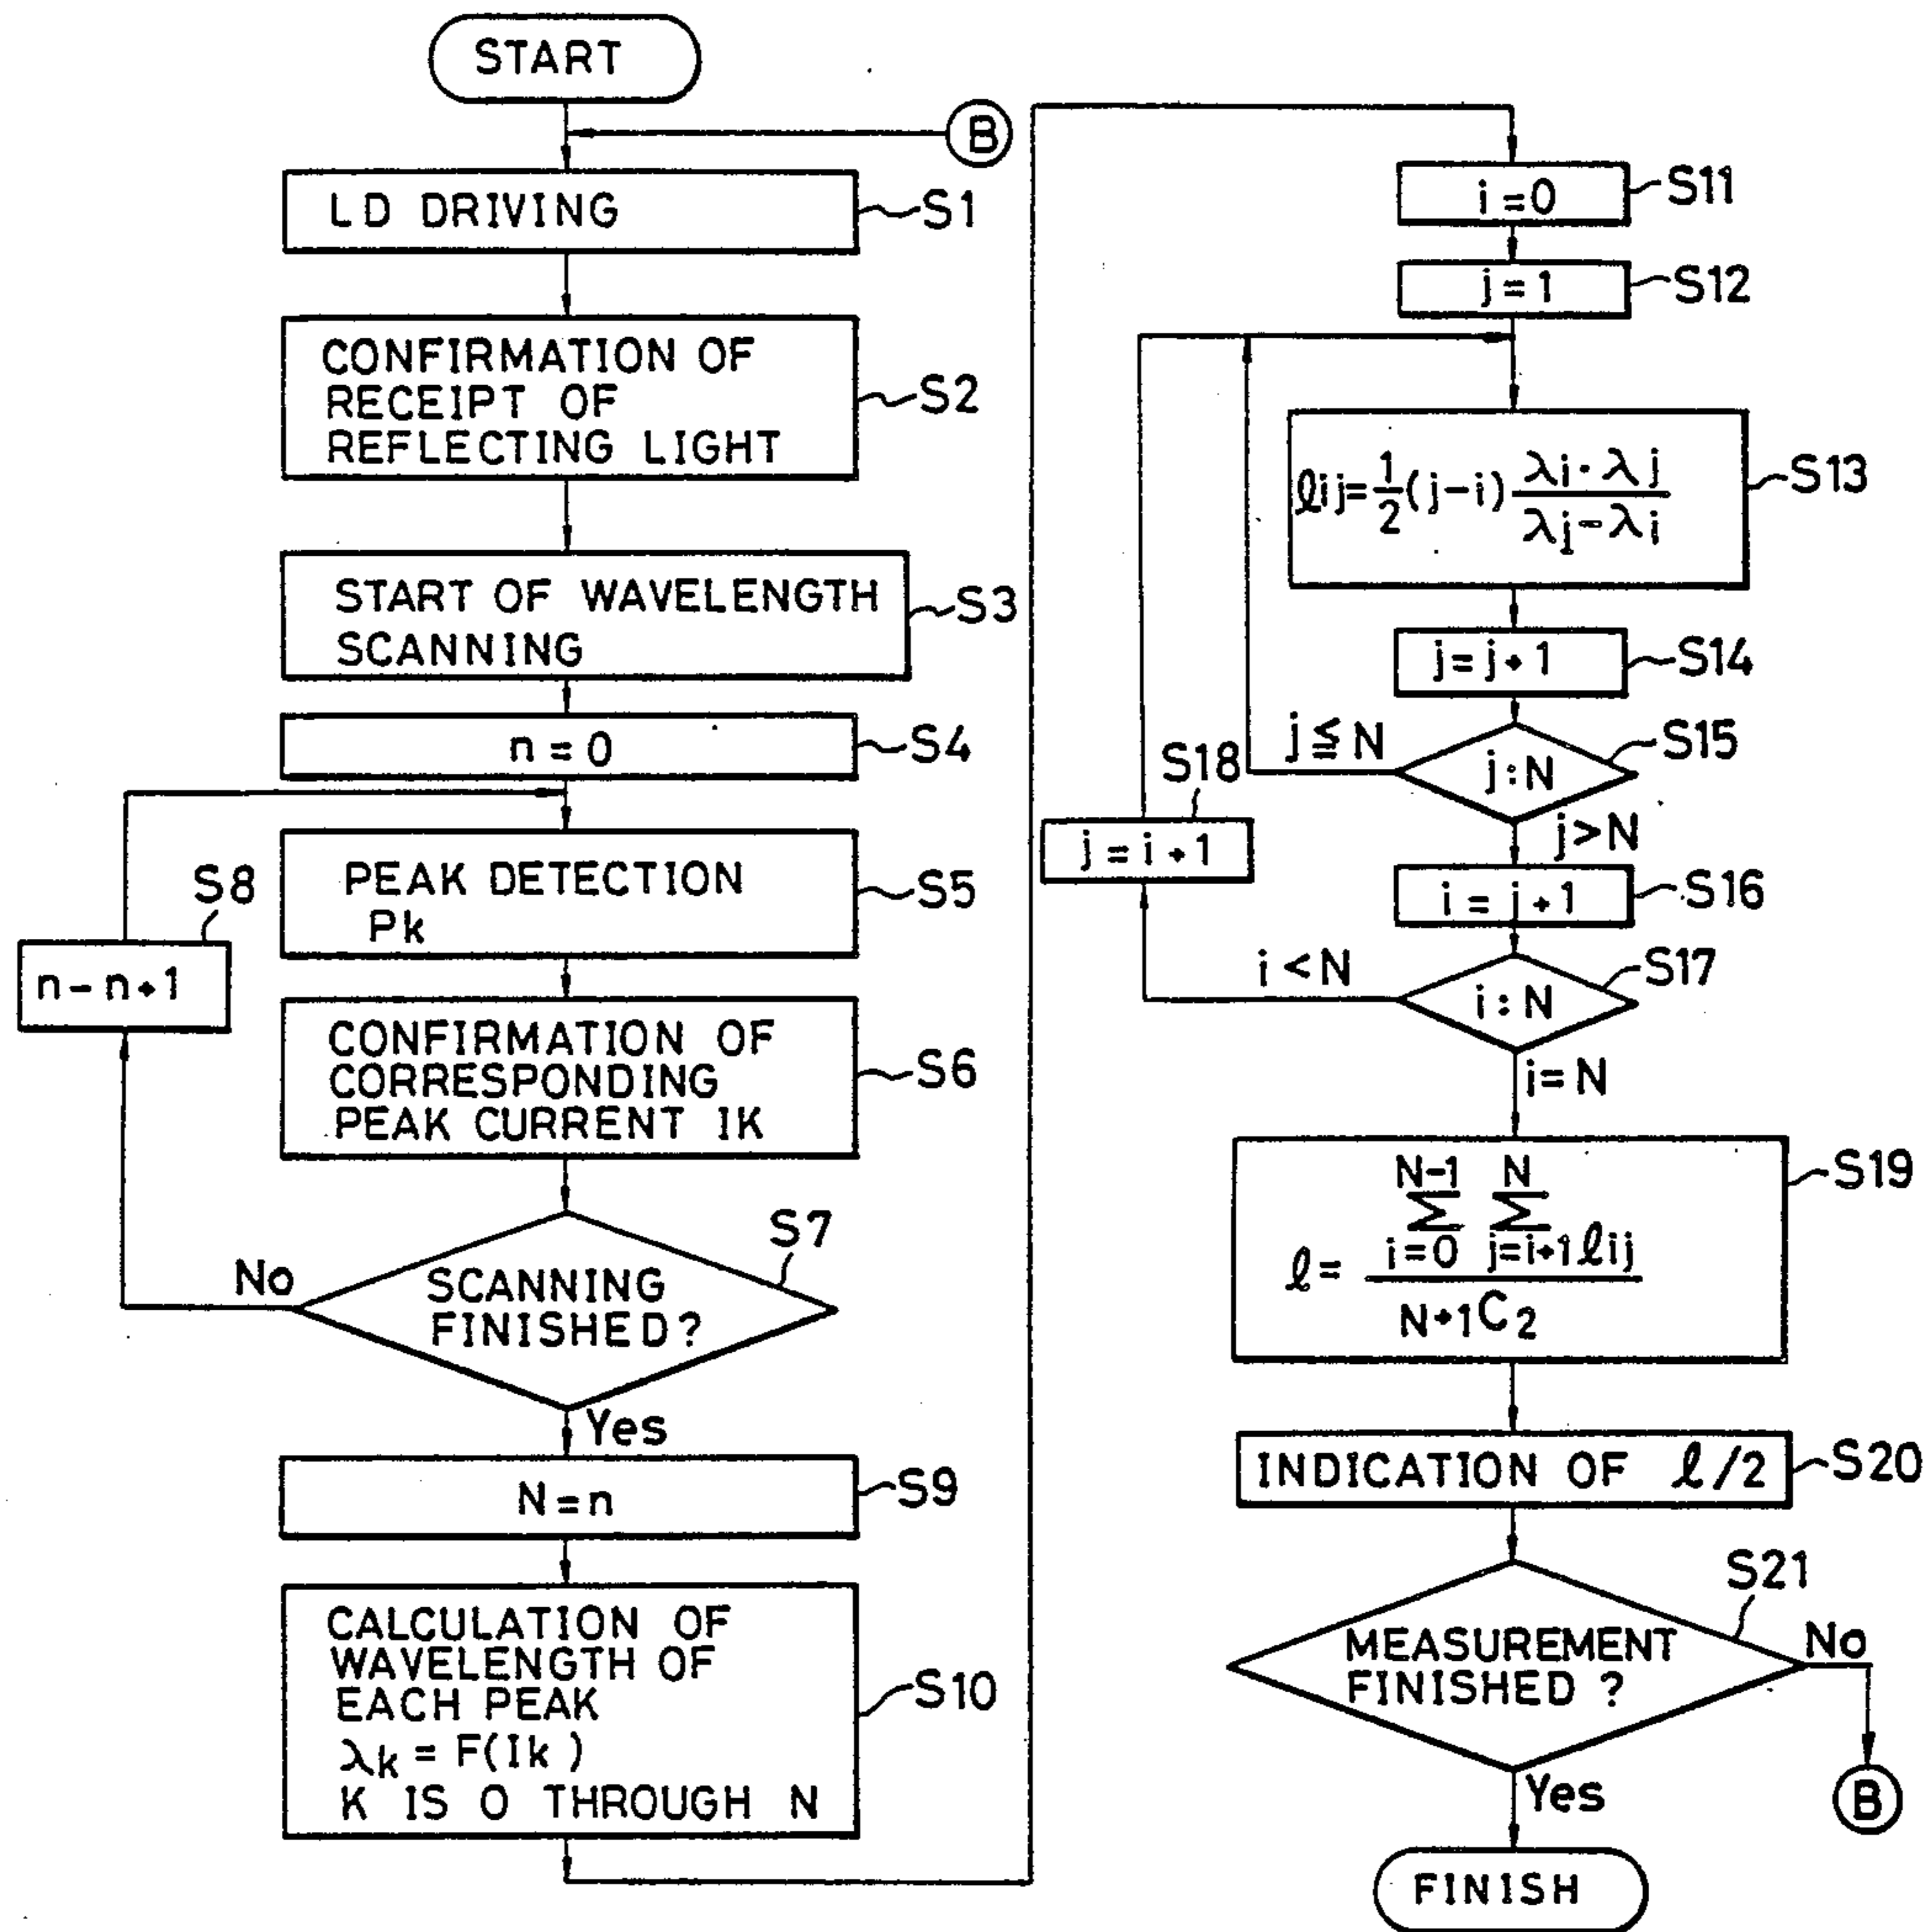 START
B
LD DRIVING
S1
CONFIRMATION OF
RECEIPT OF
REFLECTING LIGHT
S2
START OF WAVELENGTH
SCANNING
S3
n = 0
S4
PEAK DETECTION
Pk
S5
S8
n - n + 1
CONFIRMATION OF
CORRESPONDING
PEAK CURRENT IK
S6
S7
No
SCANNING
FINISHED?
Yes
N = n
S9
CALCULATION OF
WAVELENGTH OF
EACH PEAK
λk = F(Ik)
K IS 0 THROUGH N
S10
i = 0
S11
j = 1
S12
ℓij = 1/2 (j-i) λi · λj / λj - λi
S13
j = j + 1
S14
j ≦ N
j : N
S15
j > N
S18
j = i + 1
i = j + 1
S16
i < N
i : N
S17
i = N
ℓ = N-1 Σ i=0 N Σ j=i+1 ℓij / N+1C2
S19
INDICATION OF ℓ/2
S20
S21
MEASUREMENT
FINISHED ?
No
Yes
B
FINISH